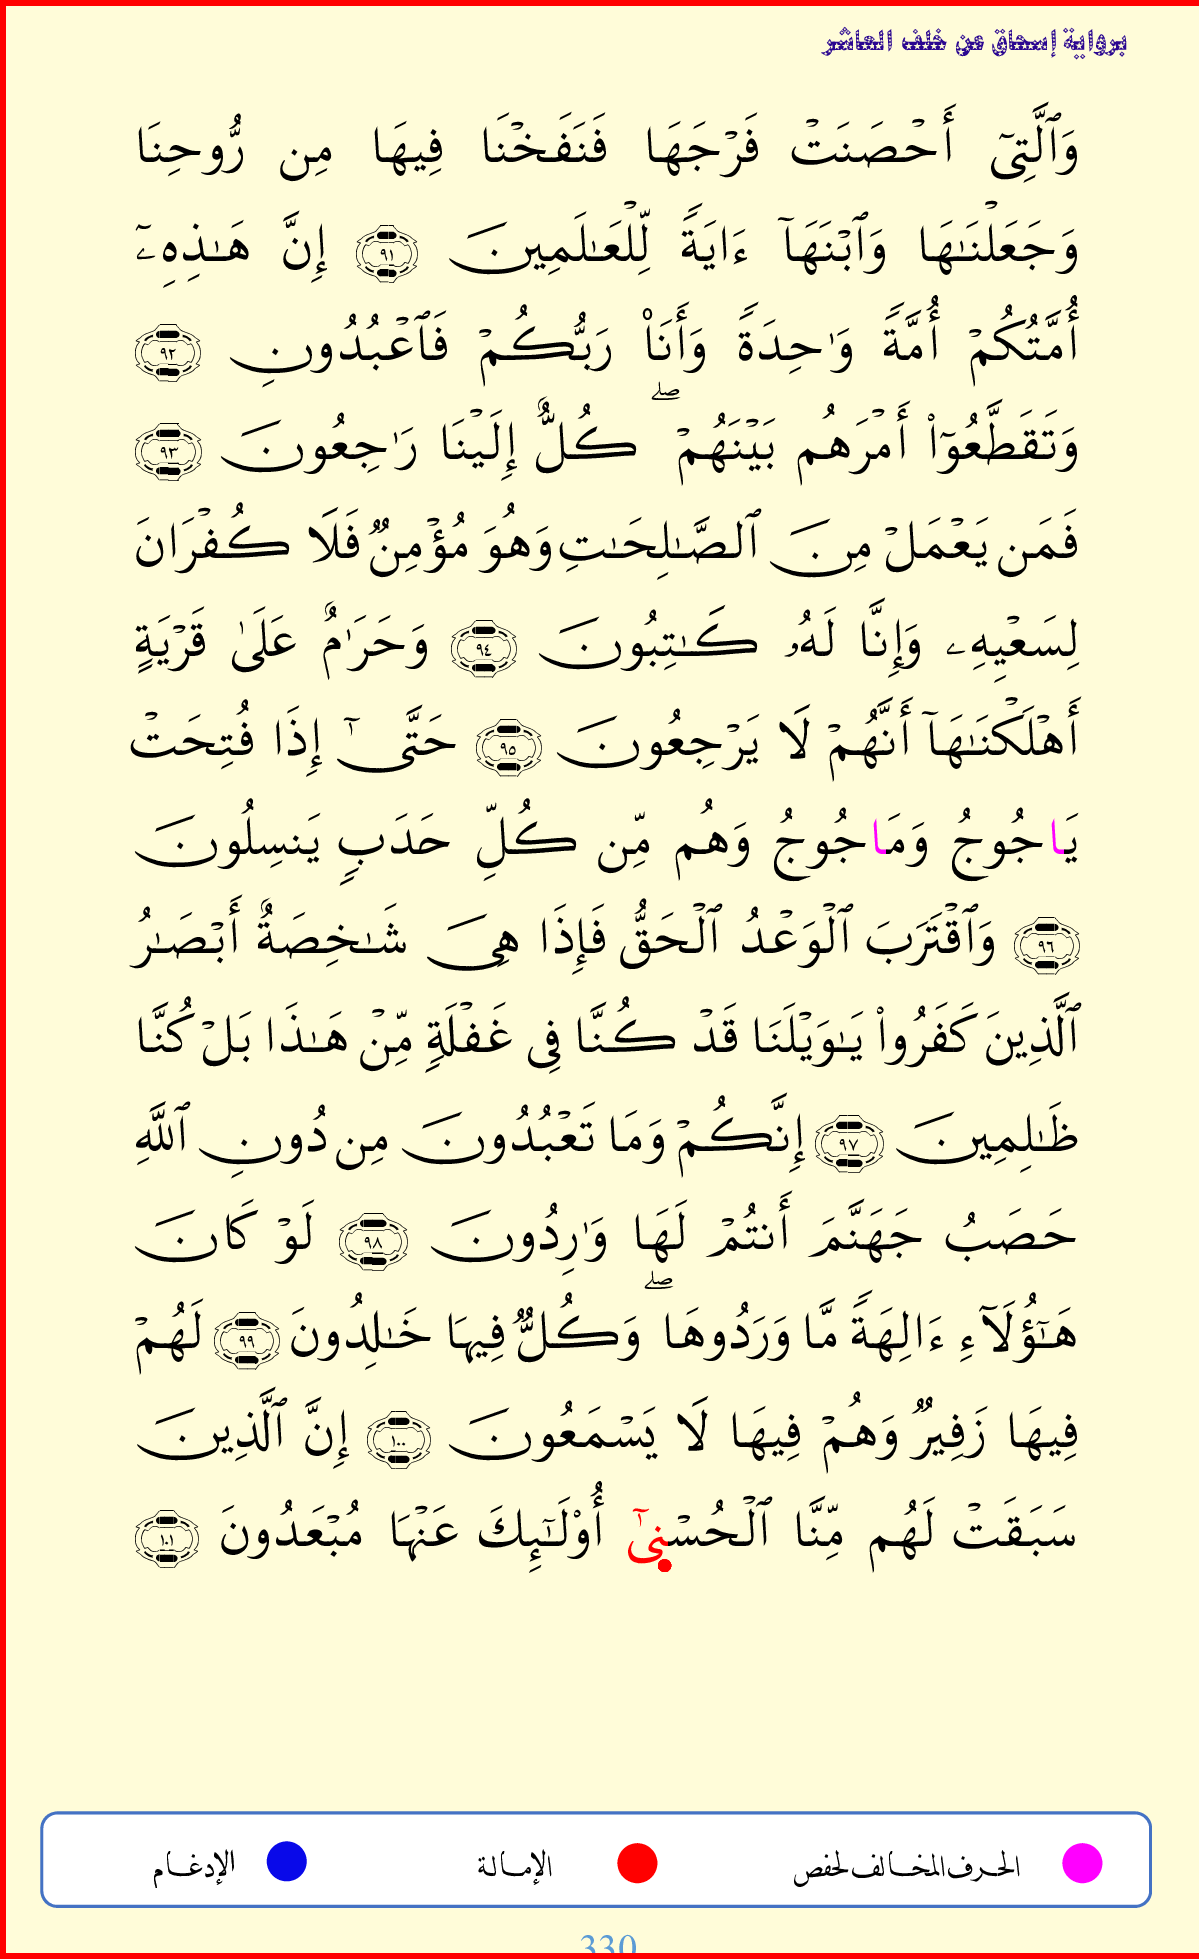 برواية إسحاق عن خلف العاشر
وَٱلَّتِيٓ أَحۡصَنَتۡ فَرۡجَهَا فَنَفَخۡنَا فِيهَا مِن رُّوحِنَا
وَجَعَلۡنَٰهَا وَٱبۡنَهَآ ءَايَةٗ لِّلۡعَٰلَمِينَ ٩١ إِنَّ هَٰذِهِۦٓ
أُمَّتُكُمۡ أُمَّةٗ وَٰحِدَةٗ وَأَنَا۠ رَبُّكُمۡ فَٱعۡبُدُونِ ٩٢
وَتَقَطَّعُوٓاْ أَمۡرَهُم بَيۡنَهُمۡۖ كُلٌّ إِلَيۡنَا رَٰجِعُونَ ٩٣
فَمَن يَعۡمَلۡ مِنَ ٱلصَّٰلِحَٰتِ وَهُوَ مُؤۡمِنٞ فَلَا كُفۡرَانَ
لِسَعۡيِهِۦ وَإِنَّا لَهُۥ كَٰتِبُونَ ٩٤ وَحَرَٰمٌ عَلَىٰ قَرۡيَةٍ
أَهۡلَكۡنَٰهَآ أَنَّهُمۡ لَا يَرۡجِعُونَ ٩٥ حَتَّىٰٓ إِذَا فُتِحَتۡ
يَاجُوجُ وَمَاجُوجُ وَهُم مِّن كُلِّ حَدَبٖ يَنسِلُونَ
٩٦ وَٱقۡتَرَبَ ٱلۡوَعۡدُ ٱلۡحَقُّ فَإِذَا هِيَ شَٰخِصَةٌ أَبۡصَٰرُ
ٱلَّذِينَ كَفَرُواْ يَٰوَيۡلَنَا قَدۡ كُنَّا فِي غَفۡلَةٖ مِّنۡ هَٰذَا بَلۡ كُنَّا
ظَٰلِمِينَ ٩٧ إِنَّكُمۡ وَمَا تَعۡبُدُونَ مِن دُونِ ٱللَّهِ
حَصَبُ جَهَنَّمَ أَنتُمۡ لَهَا وَٰرِدُونَ ٩٨ لَوۡ كَانَ
هَٰٓؤُلَآءِ ءَالِهَةٗ مَّا وَرَدُوهَاۖ وَكُلّٞ فِيهَا خَٰلِدُونَ ٩٩ لَهُمۡ
فِيهَا زَفِيرٞ وَهُمۡ فِيهَا لَا يَسۡمَعُونَ ١٠٠ إِنَّ ٱلَّذِينَ
سَبَقَتۡ لَهُم مِّنَّا ٱلۡحُسۡنِىٰٓ أُوْلَٰٓئِكَ عَنۡهَا مُبۡعَدُونَ ١٠١
الحرف المخالف لحفص الإمالة الإدغام
330